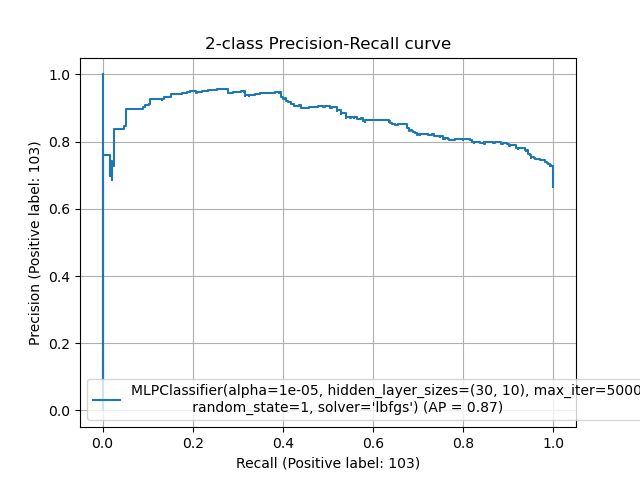 2-class Precision-Recall curve
1.0
0.8
0.6
0.4
0.2
0.0
Precision (Positive label: 103)
MLPClassifier(alpha=1e-05, hidden_layer_sizes=(30, 10), max_iter=5000
random_state=1, solver='lbfgs') (AP = 0.87)
0.0 0.2 0.4 0.6 0.8 1.0
Recall (Positive label: 103)